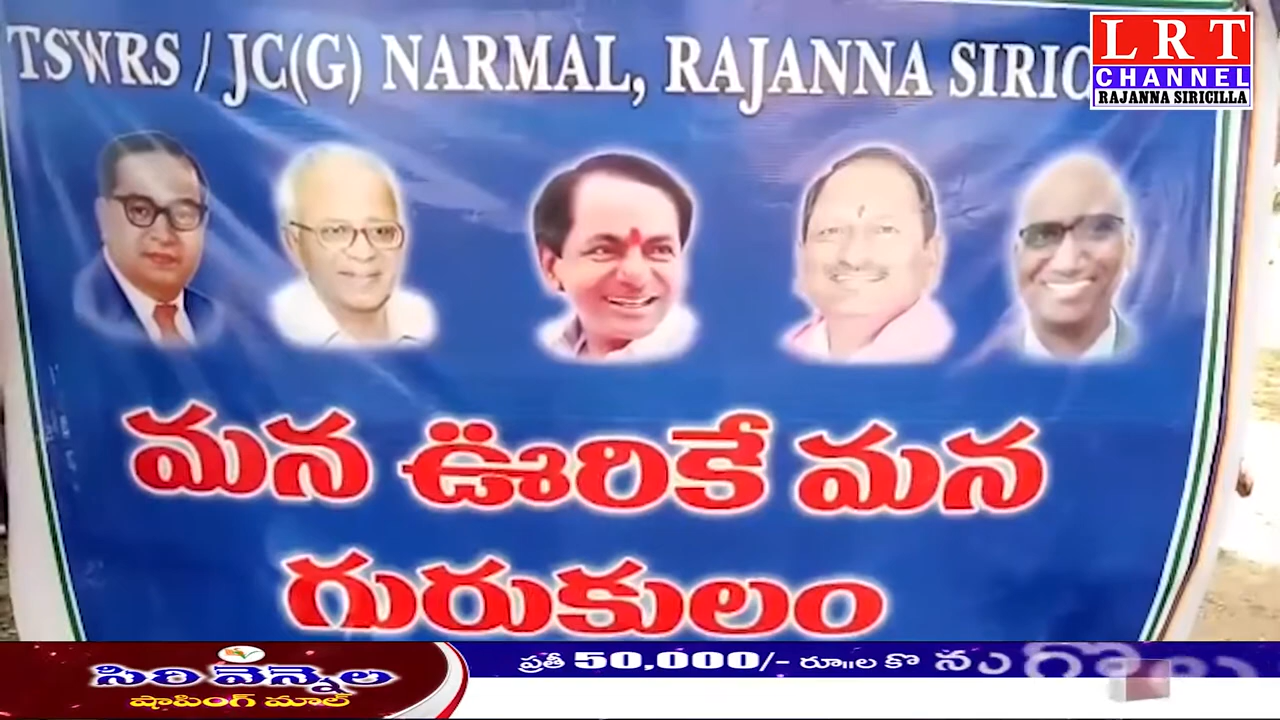 TSWRS / JC(G) NARMAL, RAJANNA SIRIC
L R T
CHANNEL
RAJANNA SIRICILLA
మన ఊరికే మన
గురుకులం
సిరి వెన్నెల
షాపింగ్ మాల్
ప్రతీ 50,000/- రూ॥ల కొ